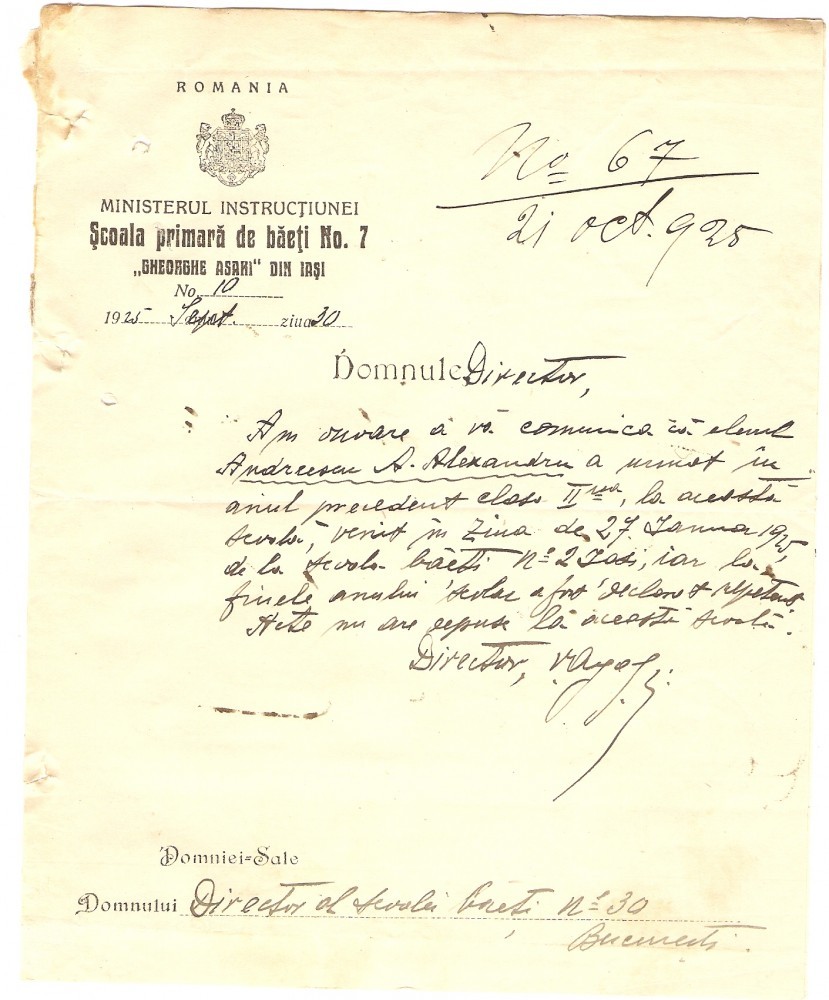 ROMANIA
No 67
21 oct. 925
MINISTERUL INSTRUCŢIUNEI
Şcoala primară de băeţi No. 7
„GHEORGHE ASAKI“ DIN IAŞI
No. 10
1925 Sept. ziua 30
Domnule Director,
Am onoare a vă comunica că elevul
Andreescu A. Alexandru a urmat în
anul precedent clasa II, la această
școală, venit în ziua de 27 Ianua 1925,
de la școala băeți No 2 Iasi, iar la
finele anului școlar a fost declarat repetent
Acte nu are depuse la această școală.
Director,
Domniei-Sale
Domnului Director al școalei băeți No 30
București.